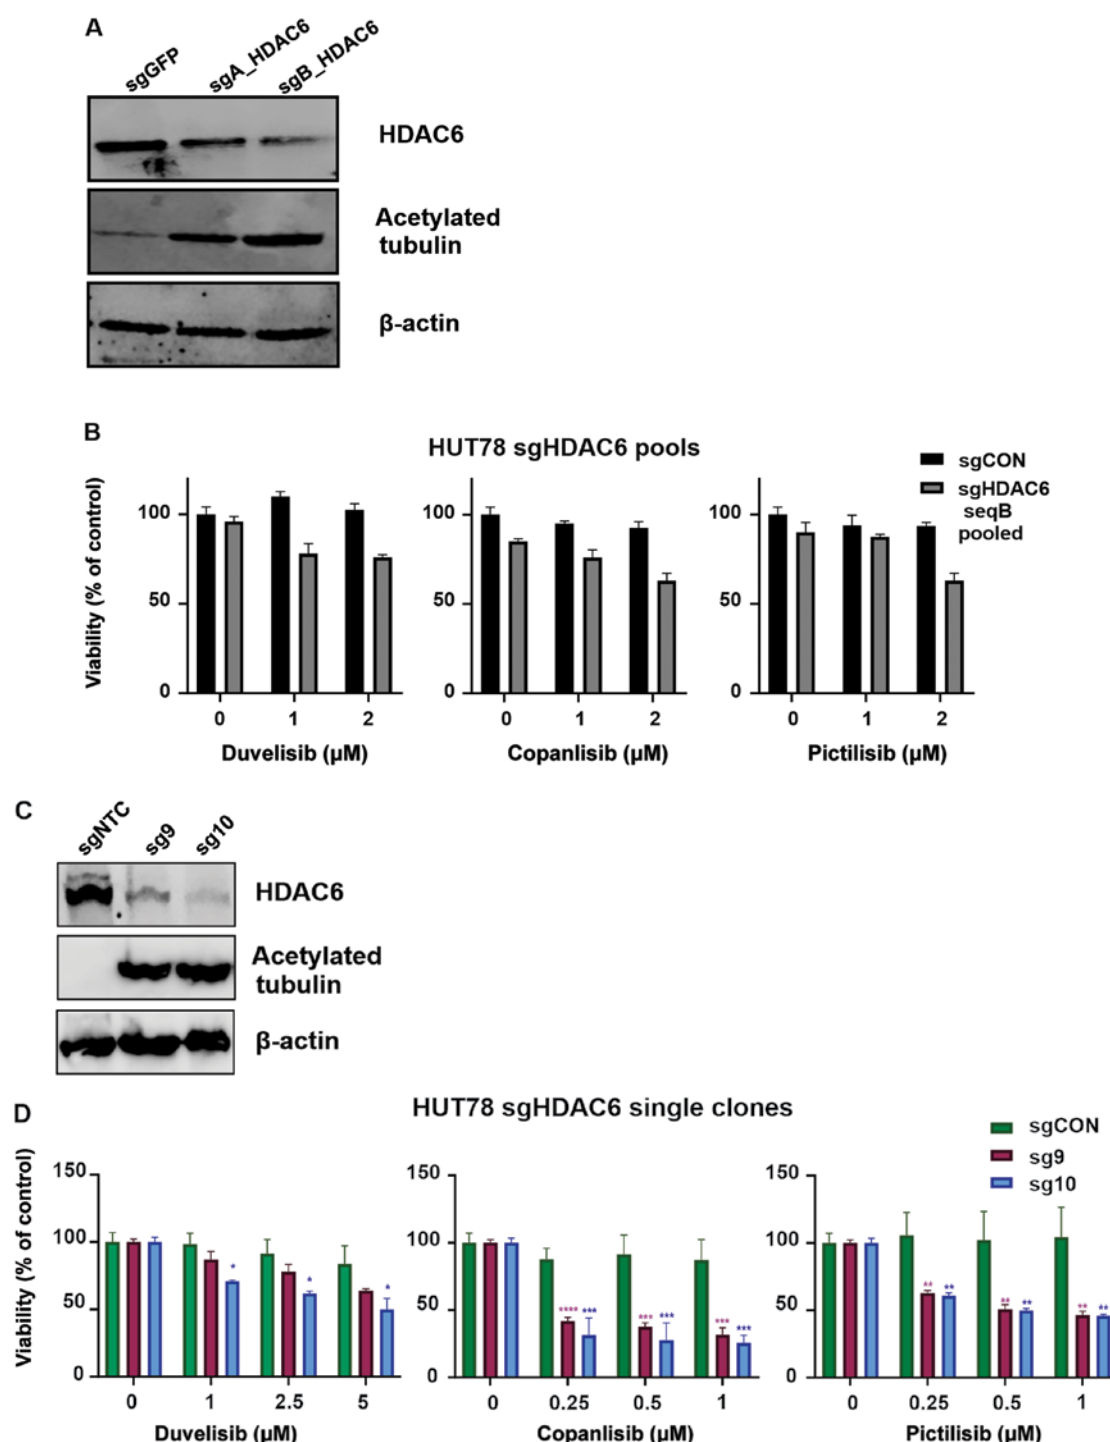 A
sgGFP
sgA_HDAC6
sgB_HDAC6
HDAC6
Acetylated
tubulin
β-actin
B
HUT78 sgHDAC6 pools
sgCON
sgHDAC6
seqB
pooled
Viability (% of control)
100
50
0
0 1 2
Duvelisib (μM)
100
50
0
0 1 2
Copanlisib (μM)
100
50
0
0 1 2
Pictilisib (μM)
C
sgNTC
sg9
sg10
HDAC6
Acetylated
tubulin
β-actin
D
HUT78 sgHDAC6 single clones
sgCON
sg9
sg10
Viability (% of control)
150
100
50
0
* * *
0 1 2.5 5
Duvelisib (μM)
150
100
50
0
**** *** *** *** *** ***
0 0.25 0.5 1
Copanlisib (μM)
150
100
50
0
** ** ** ** ** **
0 0.25 0.5 1
Pictilisib (μM)